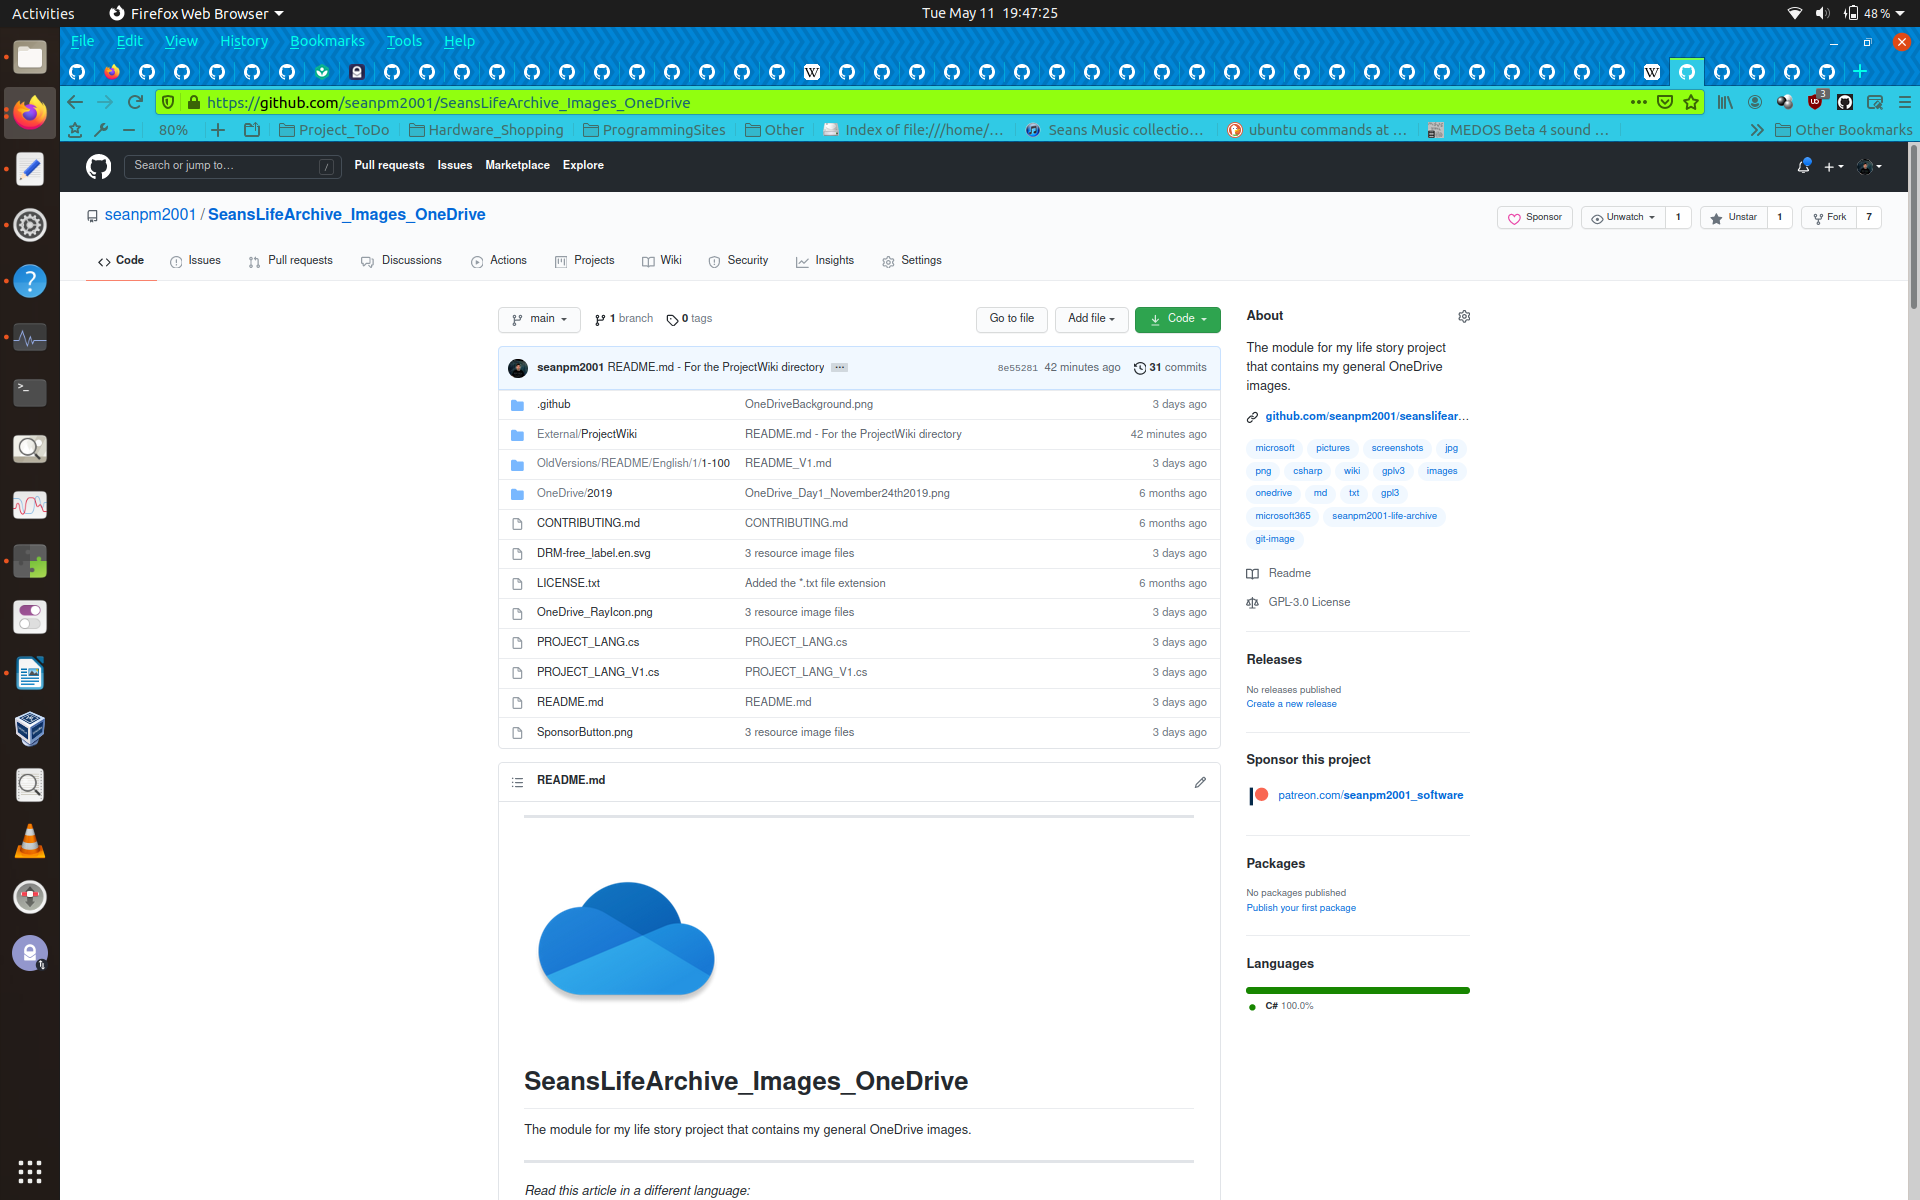 Activities Firefox Web Browser Tue May 11 19:47:25 48 %
File Edit View History Bookmarks Tools Help
https://github.com/seanpm2001/SeansLifeArchive_Images_OneDrive 3
80% Project_ToDo Hardware_Shopping ProgrammingSites Other Index of file:///home/... Seans Music collectio... ubuntu commands at ... MEDOS Beta 4 sound ... Other Bookmarks
Search or jump to... / Pull requests Issues Marketplace Explore
seanpm2001 / SeansLifeArchive_Images_OneDrive Sponsor Unwatch 1 Unstar 1 Fork 7
Code Issues Pull requests Discussions Actions Projects Wiki Security Insights Settings
main 1 branch 0 tags Go to file Add file Code
seanpm2001 README.md - For the ProjectWiki directory ... 8e55281 42 minutes ago 31 commits
.github OneDriveBackground.png 3 days ago
External/ProjectWiki README.md - For the ProjectWiki directory 42 minutes ago
OldVersions/README/English/1/1-100 README_V1.md 3 days ago
OneDrive/2019 OneDrive_Day1_November24th2019.png 6 months ago
CONTRIBUTING.md CONTRIBUTING.md 6 months ago
DRM-free_label.en.svg 3 resource image files 3 days ago
LICENSE.txt Added the *.txt file extension 6 months ago
OneDrive_RayIcon.png 3 resource image files 3 days ago
PROJECT_LANG.cs PROJECT_LANG.cs 3 days ago
PROJECT_LANG_V1.cs PROJECT_LANG_V1.cs 3 days ago
README.md README.md 3 days ago
SponsorButton.png 3 resource image files 3 days ago
README.md
SeansLifeArchive_Images_OneDrive
The module for my life story project that contains my general OneDrive images.
Read this article in a different language:
About
The module for my life story project
that contains my general OneDrive
images.
github.com/seanpm2001/seanslifear...
microsoft pictures screenshots jpg
png csharp wiki gplv3 images
onedrive md txt gpl3
microsoft365 seanpm2001-life-archive
git-image
Readme
GPL-3.0 License
Releases
No releases published
Create a new release
Sponsor this project
patreon.com/seanpm2001_software
Packages
No packages published
Publish your first package
Languages
C# 100.0%